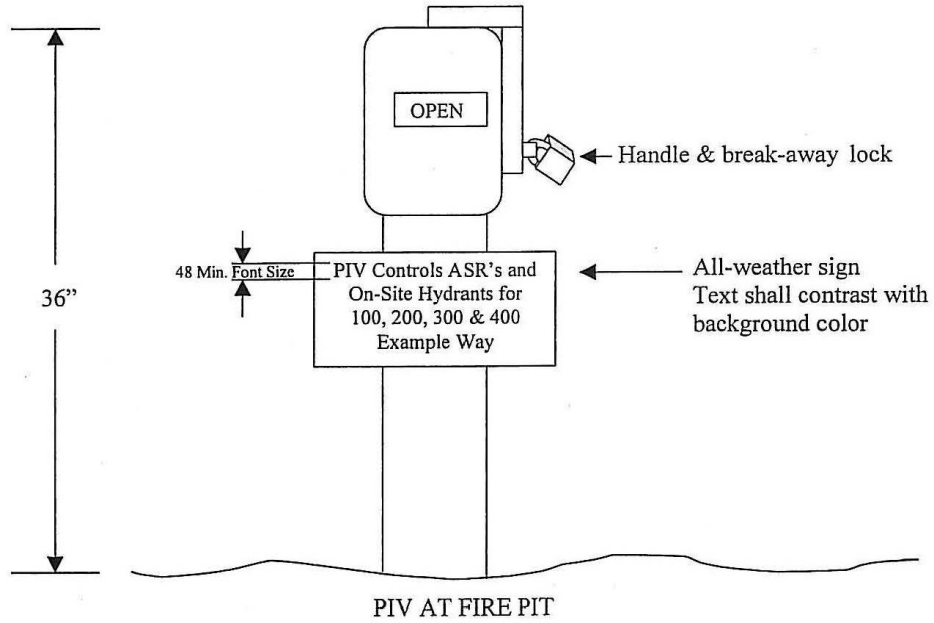 OPEN
Handle & break-away lock
48 Min. Font Size
PIV Controls ASR's and
On-Site Hydrants for
100, 200, 300 & 400
Example Way
All-weather sign
Text shall contrast with
background color
36”
PIV AT FIRE PIT